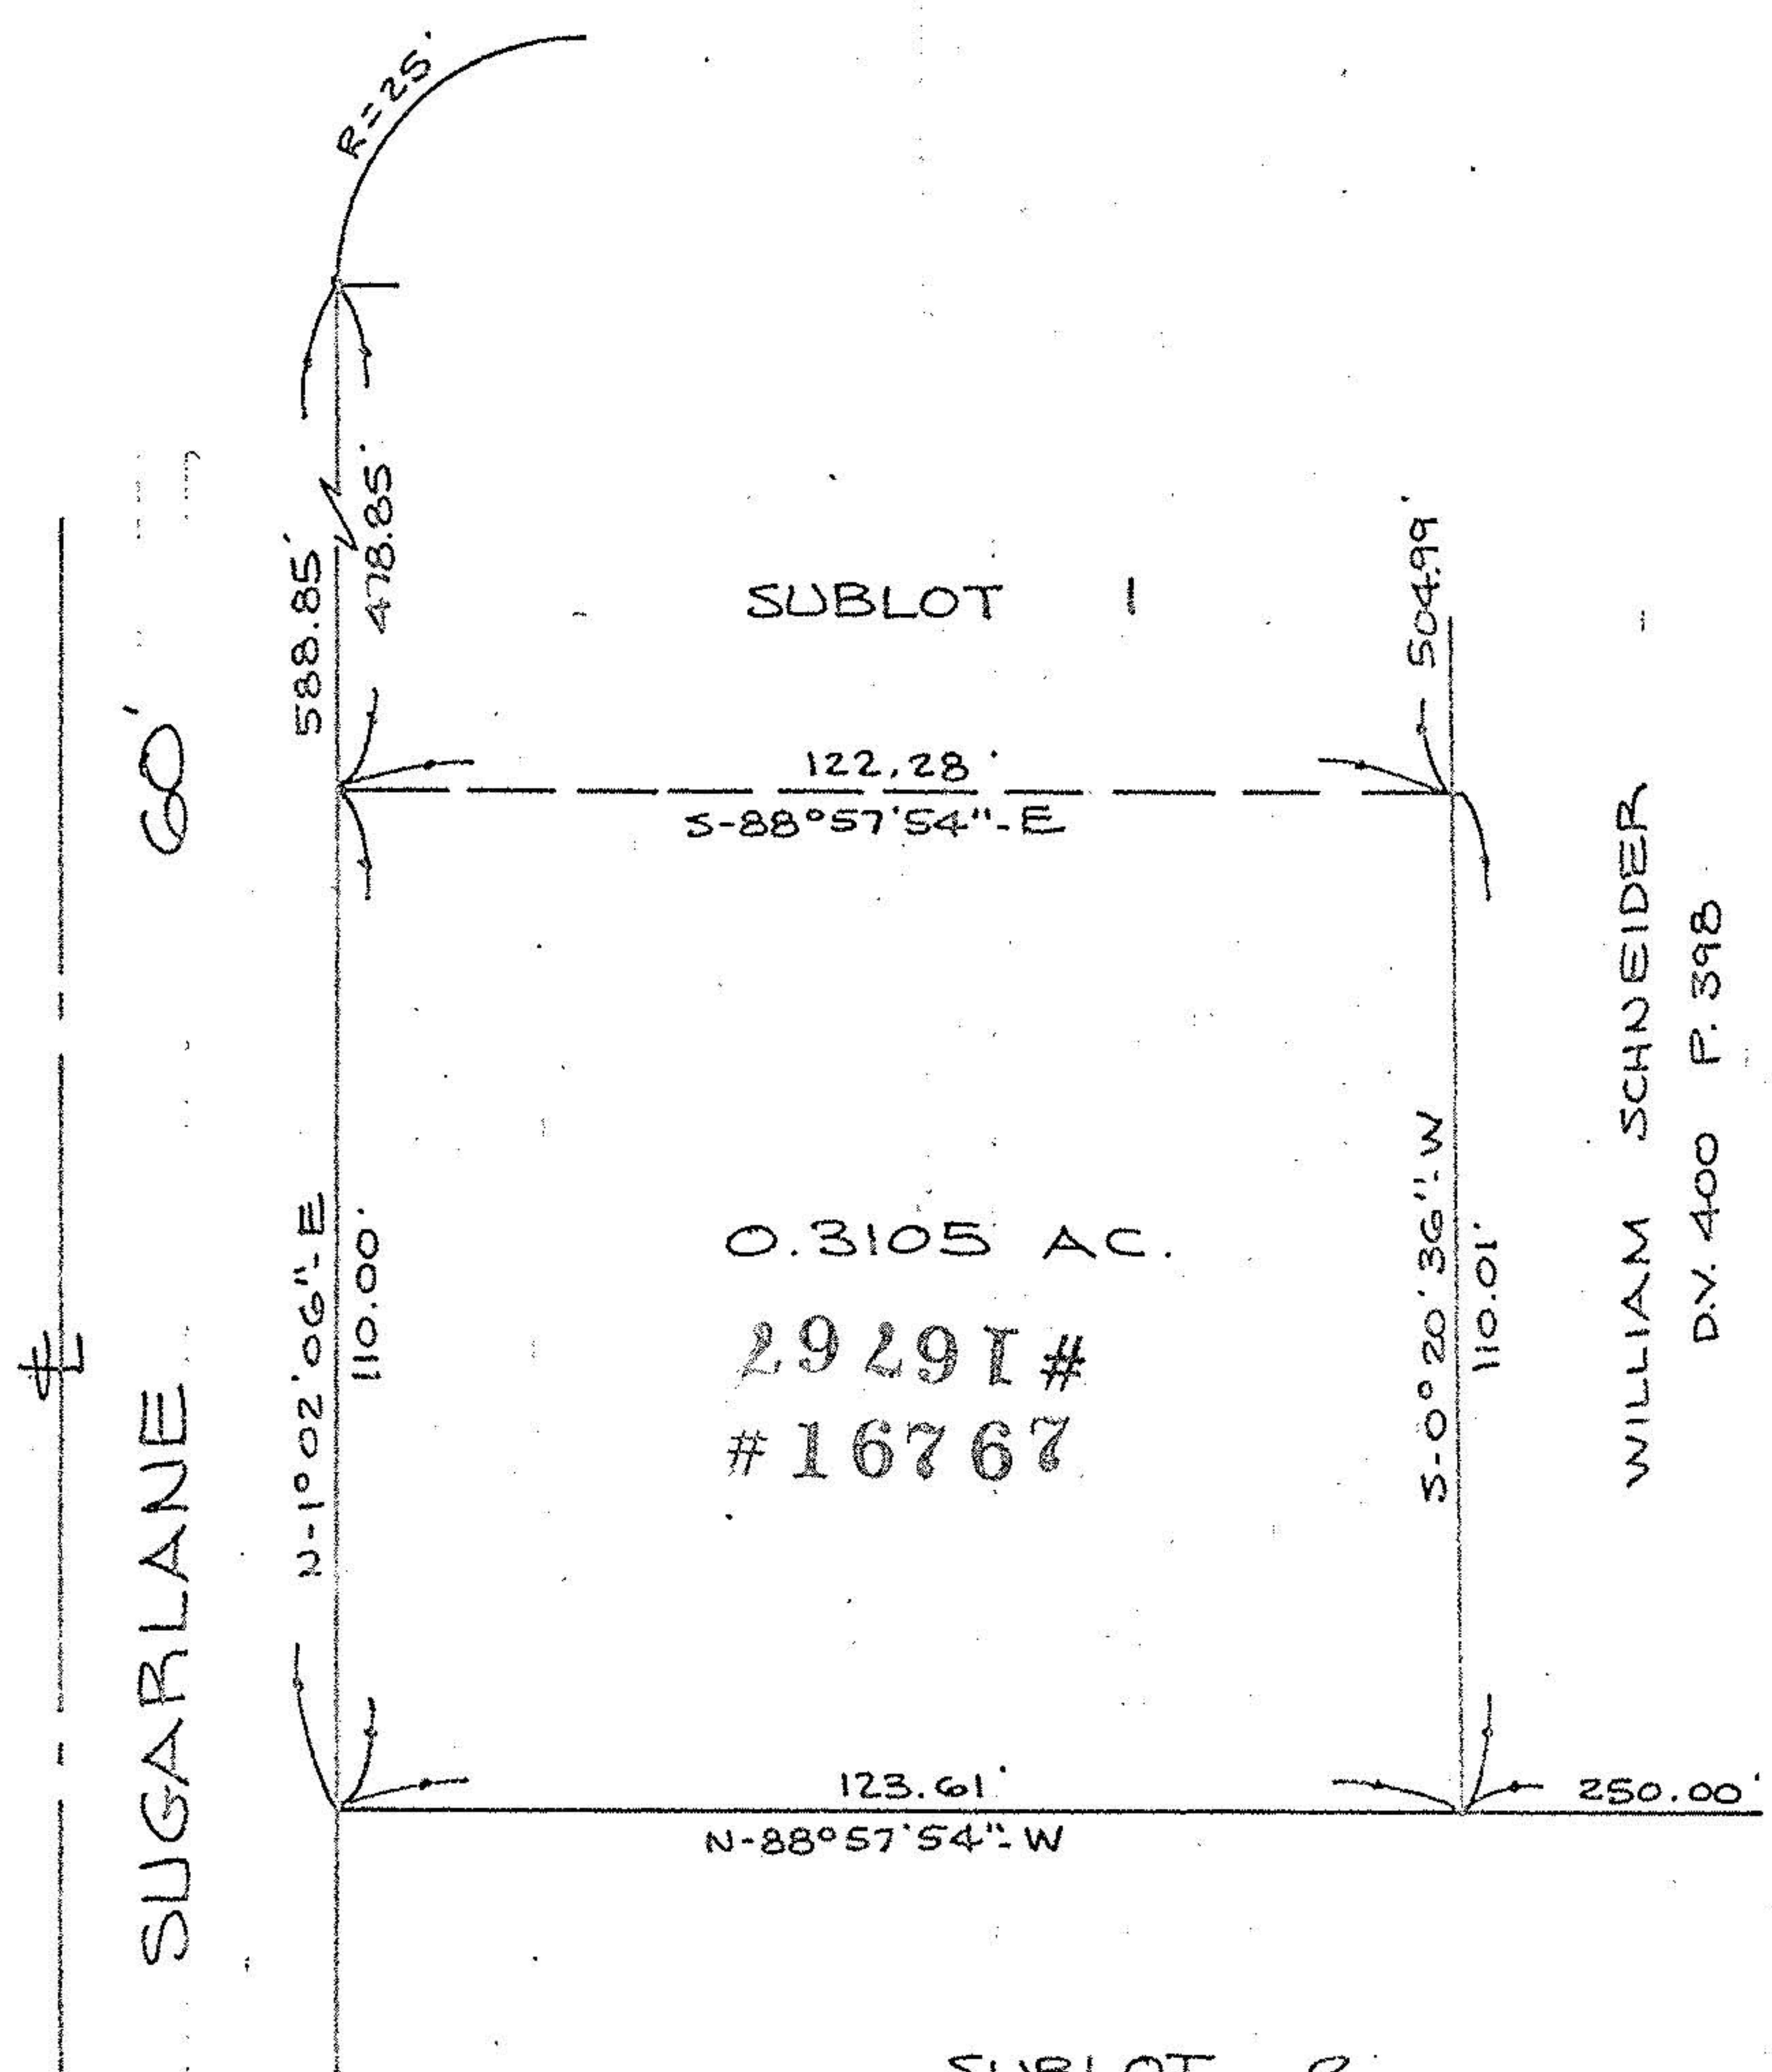 R=25'
588.85'
478.85'
SUBLOT 1
504.99'
60'
122.28'
S-88°57'54"-E
WILLIAM SCHNEIDER
D.V. 400 P. 398
N-1°02'06"-E
110.00'
0.3105 AC.
S-0°20'36"-W
110.01'
#16767
#16767
SUGARLANE
123.61'
250.00'
N-88°57'54"-W
SUBLOT